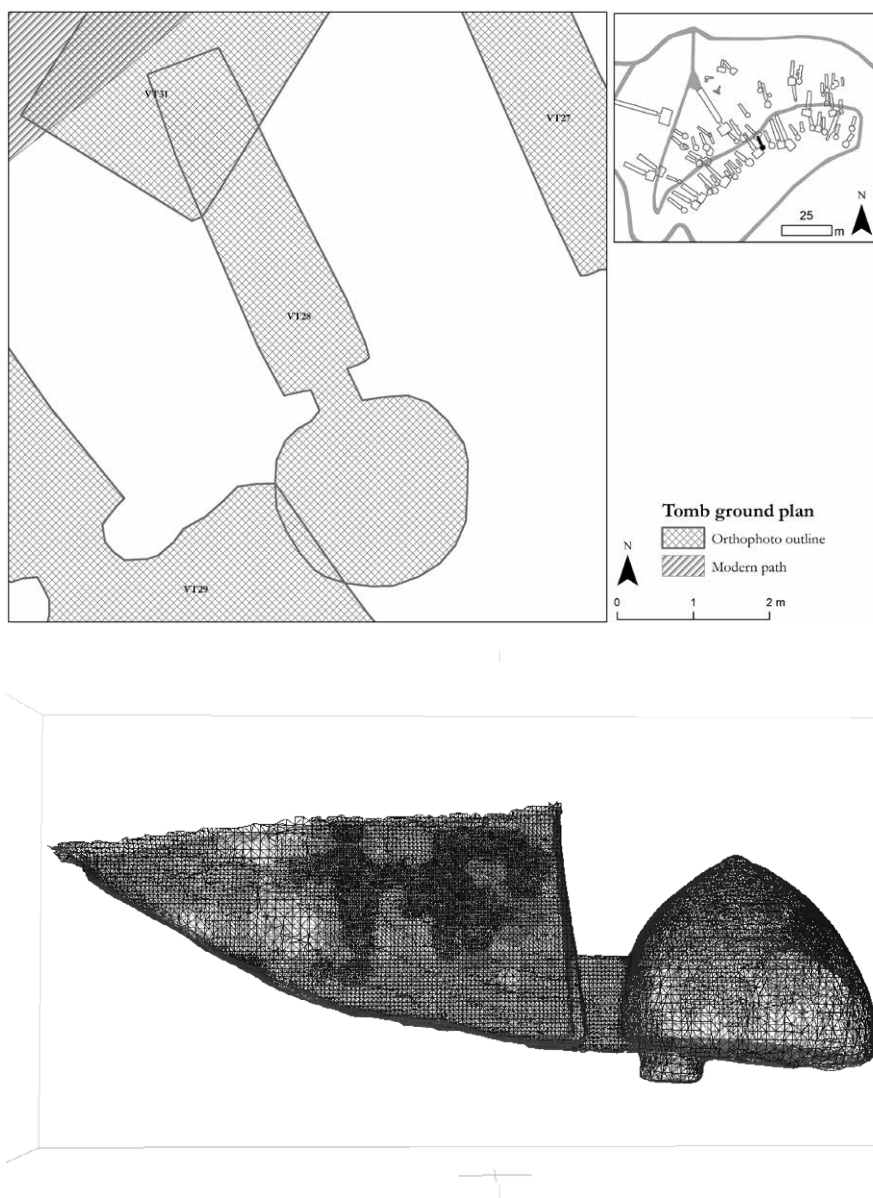 VT31
VT27
VT28
VT29
N
25
m
Tomb ground plan
Orthophoto outline
Modern path
N
0 1 2 m